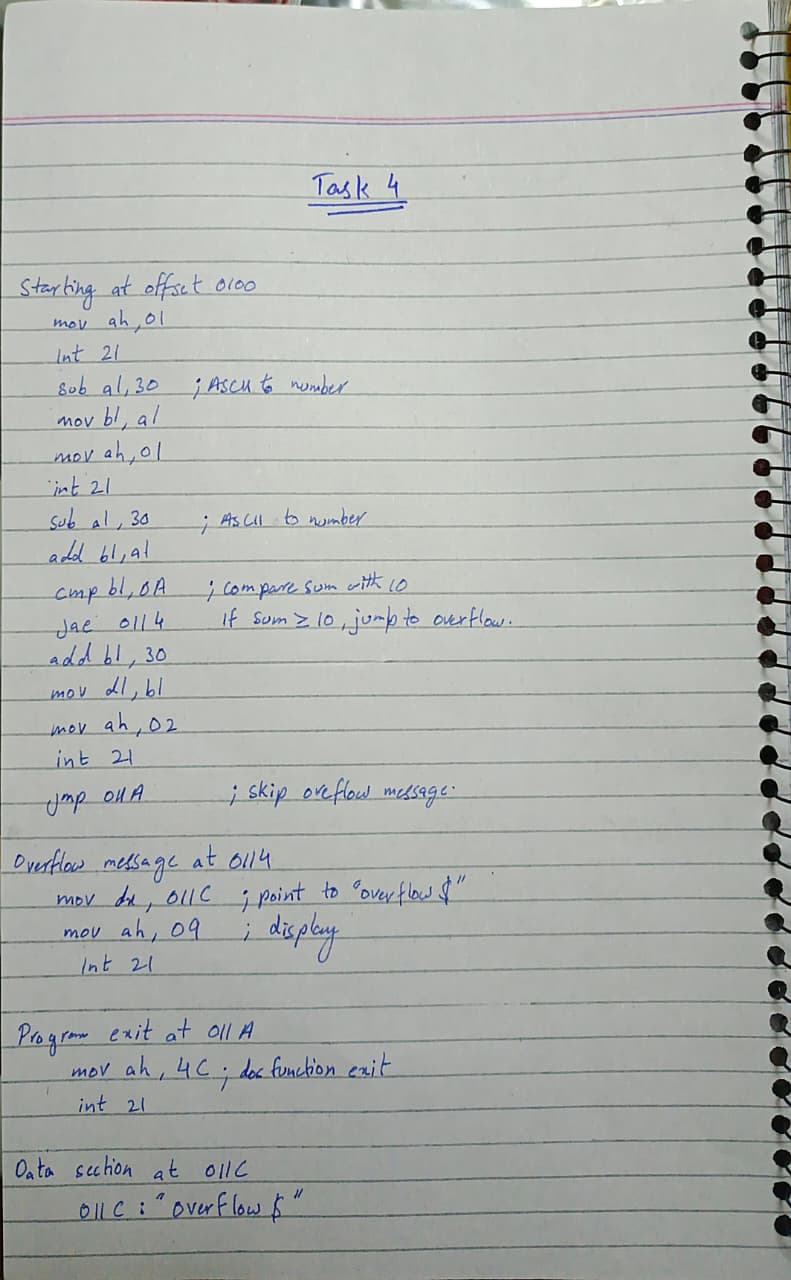 Task 4
Starting at offset 0100
mov ah,01
int 21
sub al,30 ; ASCII to number
mov bl, al
mov ah,01
int 21
sub al,30 ; ASCII to number
add bl,al
cmp bl,0A ; compare sum with 10
Jae 0114 If sum ≥ 10, jump to overflow.
add bl,30
mov dl,bl
mov ah,02
int 21
jmp 011A ; skip oveflow message.
Overflow message at 0114
mov dx, 011C ; point to "overflow $"
mov ah, 09 ; display
Int 21
Program exit at 011A
mov ah, 4C ; dos function exit
int 21
Data section at 011C
011C : "Overflow $"